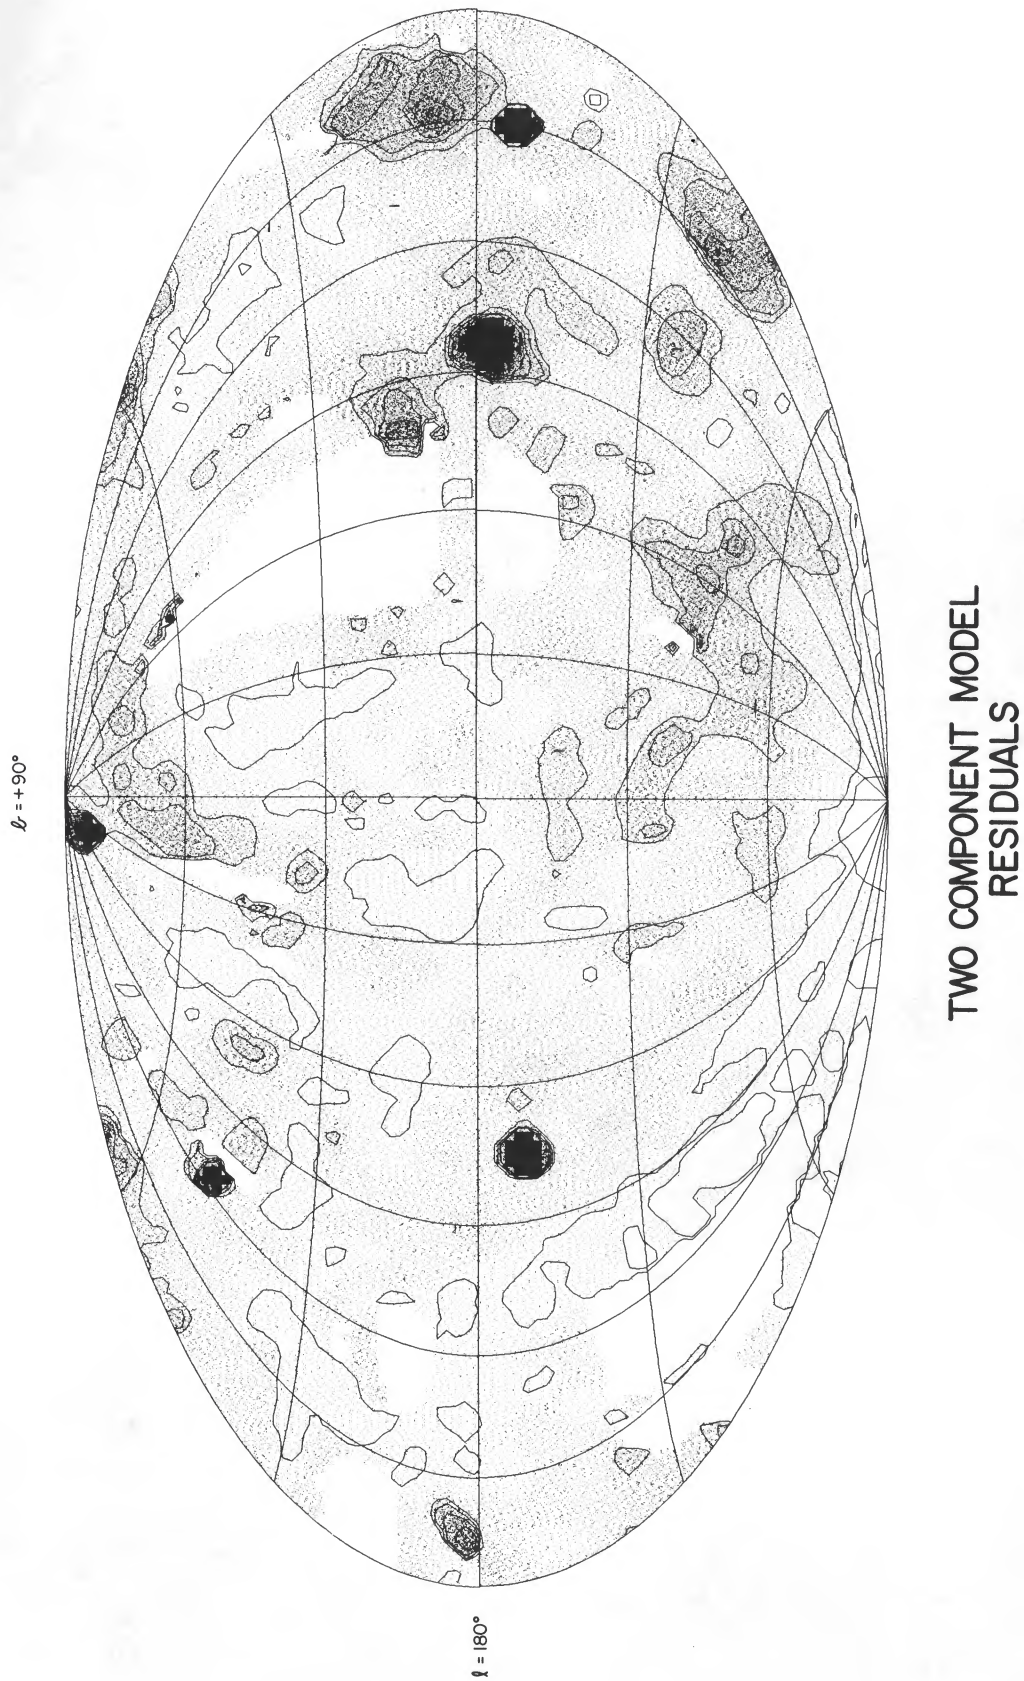 ℓ = 180°
b = +90°
TWO COMPONENT MODEL
RESIDUALS